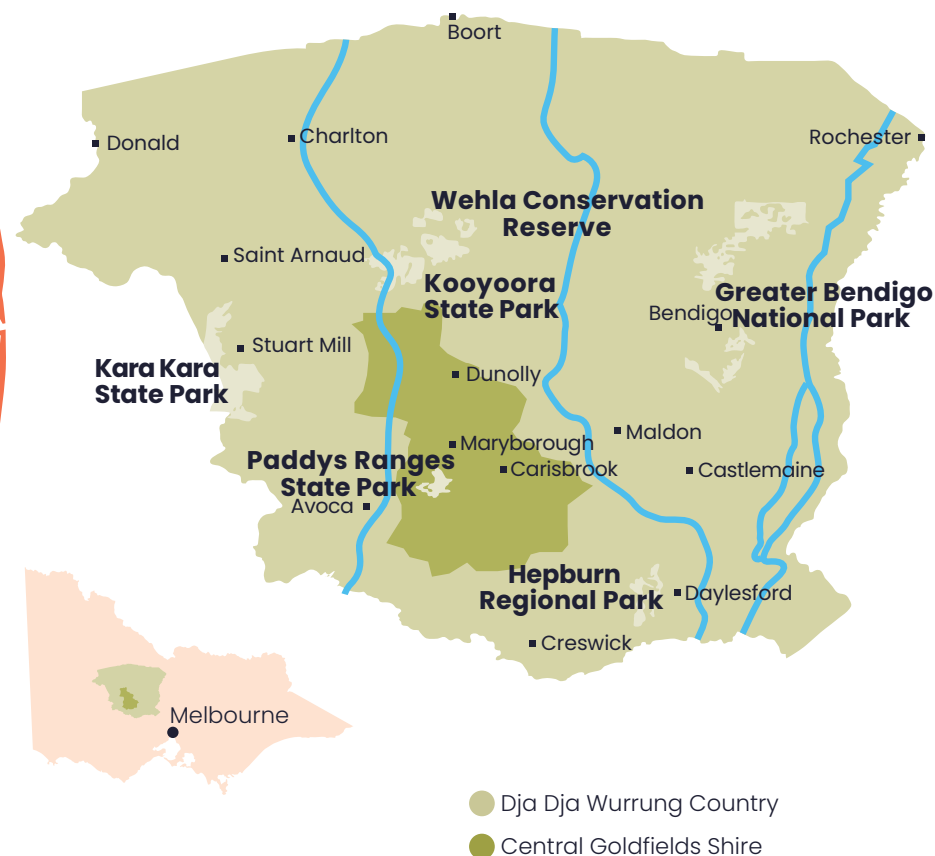 Boort
Donald
Charlton
Rochester
Wehla Conservation
Reserve
Saint Arnaud
Kooyoora
State Park
Greater Bendigo
National Park
Bendigo
Stuart Mill
Kara Kara
State Park
Dunolly
Maldon
Maryborough
Carisbrook
Castlemaine
Paddys Ranges
State Park
Avoca
Hepburn
Regional Park
Daylesford
Creswick
Melbourne
Dja Dja Wurrung Country
Central Goldfields Shire